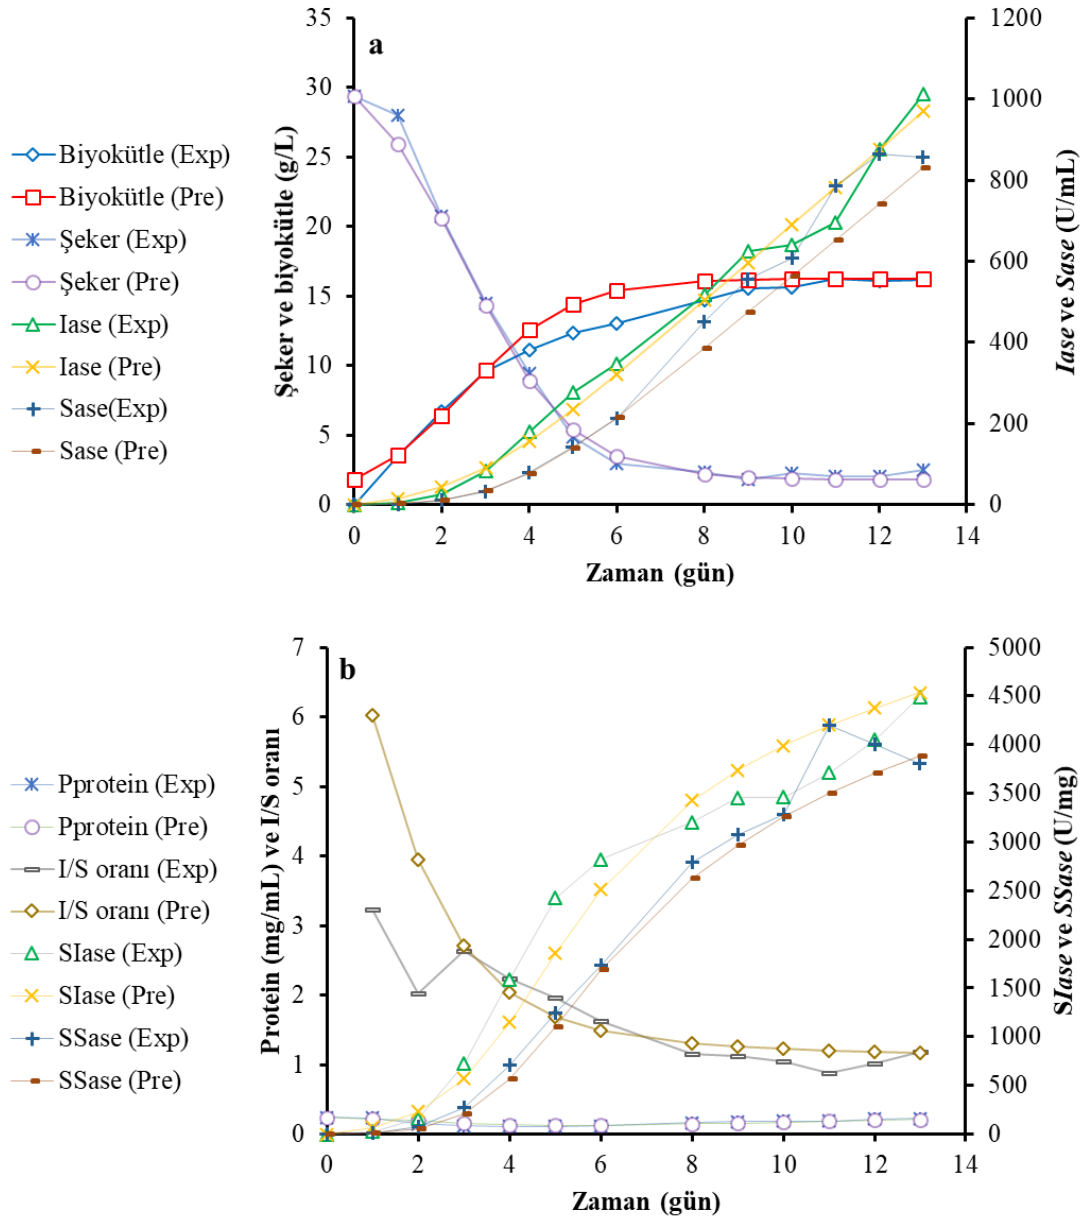 a
Biyokütle (Exp)
Biyokütle (Pre)
Şeker (Exp)
Şeker (Pre)
Iase (Exp)
Iase (Pre)
Sase(Exp)
Sase (Pre)
Şeker ve biyokütle (g/L)
35
30
25
20
15
10
5
0
1200
1000
800
600
400
200
0
Iase ve Sase (U/mL)
0 2 4 6 8 10 12 14
Zaman (gün)
b
Pprotein (Exp)
Pprotein (Pre)
I/S oranı (Exp)
I/S oranı (Pre)
SIase (Exp)
SIase (Pre)
SSase (Exp)
SSase (Pre)
Protein (mg/mL) ve I/S oranı
7
6
5
4
3
2
1
0
5000
4500
4000
3500
3000
2500
2000
1500
1000
500
0
SIase ve SSase (U/mg)
0 2 4 6 8 10 12 14
Zaman (gün)